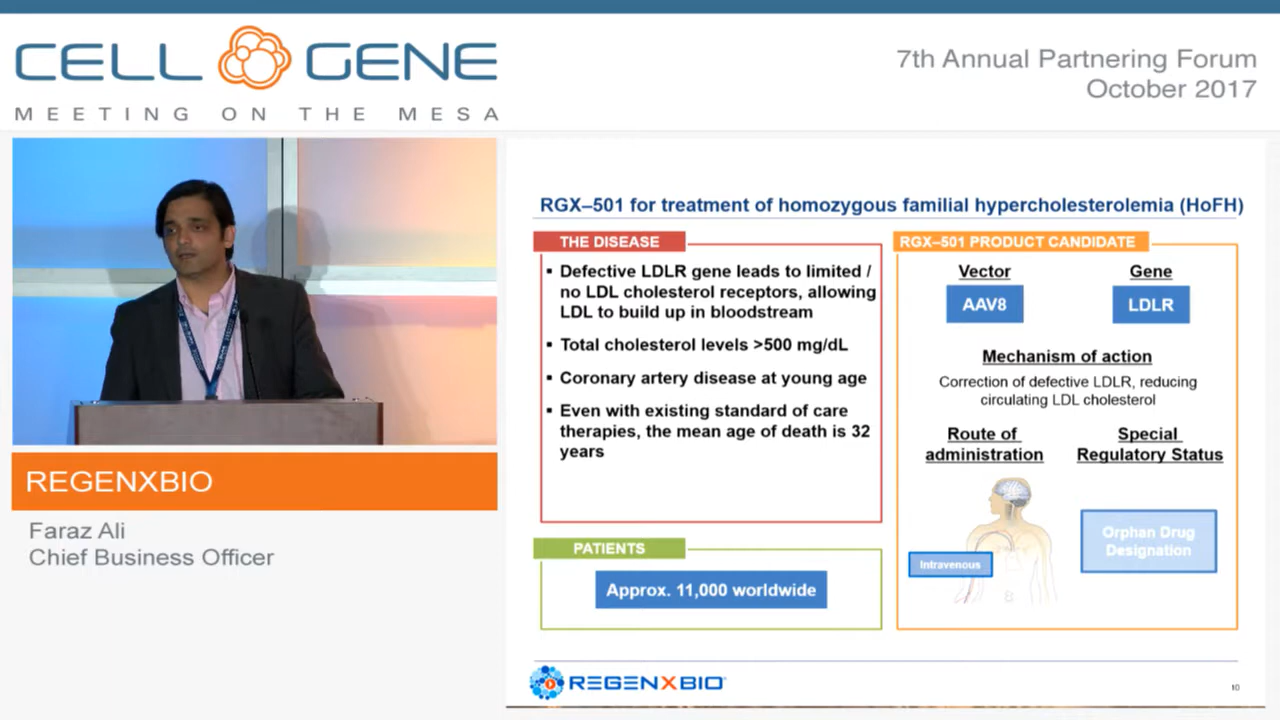 CELL GENE
MEETING ON THE MESA
7th Annual Partnering Forum
October 2017
REGENXBIO
Faraz Ali
Chief Business Officer
RGX–501 for treatment of homozygous familial hypercholesterolemia (HoFH)
THE DISEASE
▪ Defective LDLR gene leads to limited /
no LDL cholesterol receptors, allowing
LDL to build up in bloodstream
▪ Total cholesterol levels >500 mg/dL
▪ Coronary artery disease at young age
▪ Even with existing standard of care
therapies, the mean age of death is 32
years
PATIENTS
Approx. 11,000 worldwide
RGX–501 PRODUCT CANDIDATE
Vector
AAV8
Gene
LDLR
Mechanism of action
Correction of defective LDLR, reducing
circulating LDL cholesterol
Route of
administration
Intravenous
Special
Regulatory Status
Orphan Drug
Designation
REGENXBIO
10